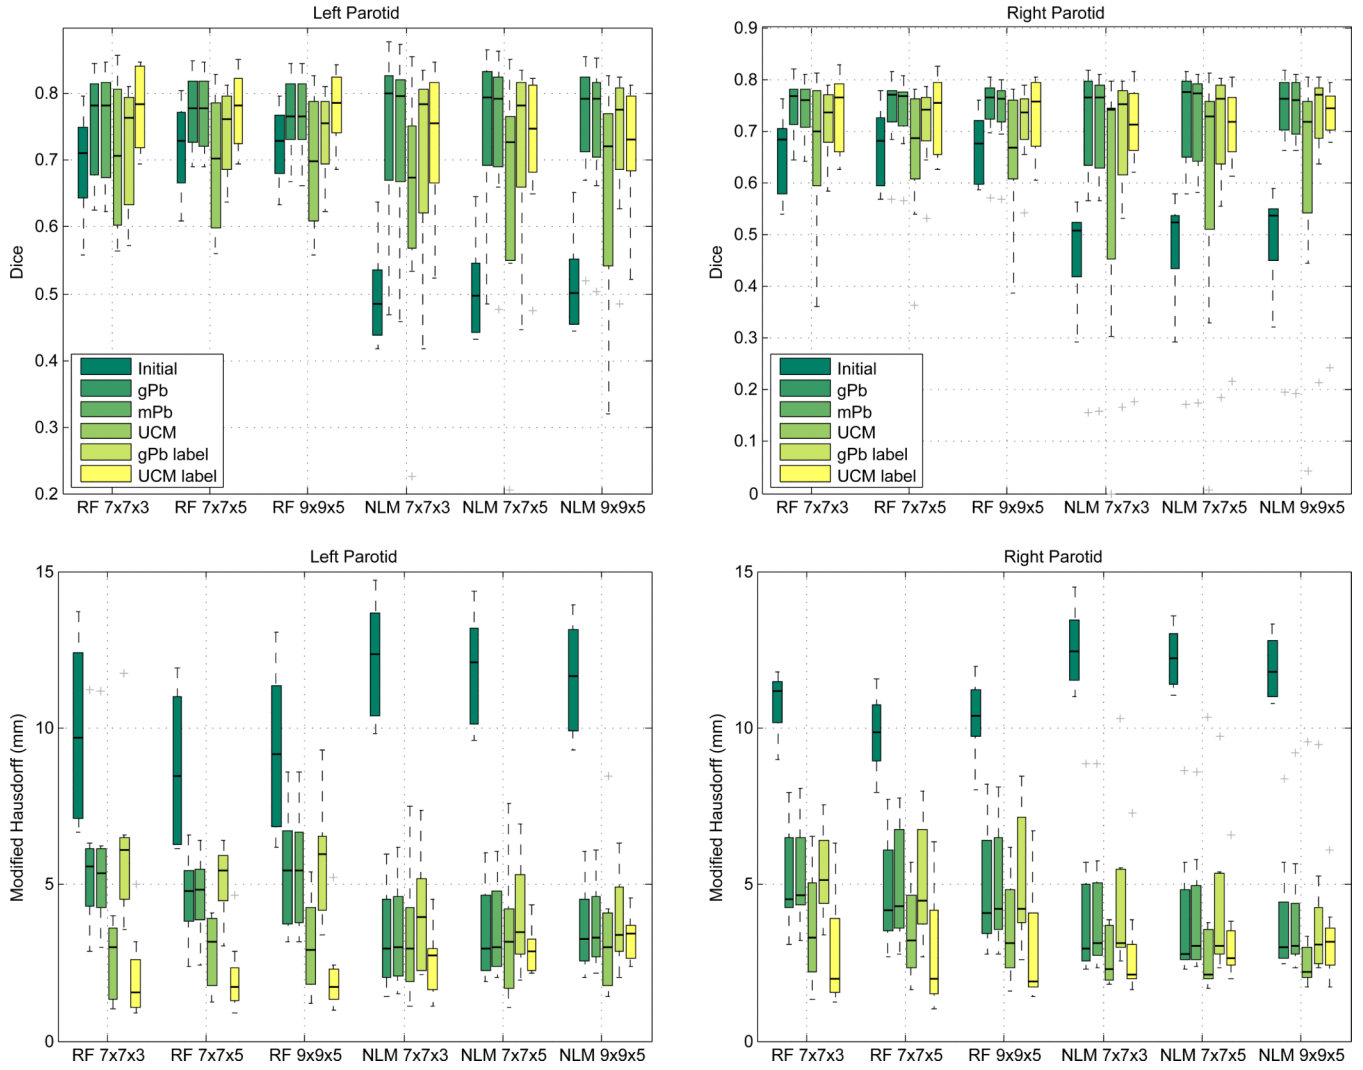 Left Parotid
Dice
0.8
0.7
0.6
0.5
0.4
0.3
0.2
Initial
gPb
mPb
UCM
gPb label
UCM label
RF 7x7x3 RF 7x7x5 RF 9x9x5 NLM 7x7x3 NLM 7x7x5 NLM 9x9x5
Right Parotid
Dice
0.9
0.8
0.7
0.6
0.5
0.4
0.3
0.2
0.1
0
Initial
gPb
mPb
UCM
gPb label
UCM label
RF 7x7x3 RF 7x7x5 RF 9x9x5 NLM 7x7x3 NLM 7x7x5 NLM 9x9x5
Left Parotid
Modified Hausdorff (mm)
15
10
5
0
RF 7x7x3 RF 7x7x5 RF 9x9x5 NLM 7x7x3 NLM 7x7x5 NLM 9x9x5
Right Parotid
Modified Hausdorff (mm)
15
10
5
0
RF 7x7x3 RF 7x7x5 RF 9x9x5 NLM 7x7x3 NLM 7x7x5 NLM 9x9x5